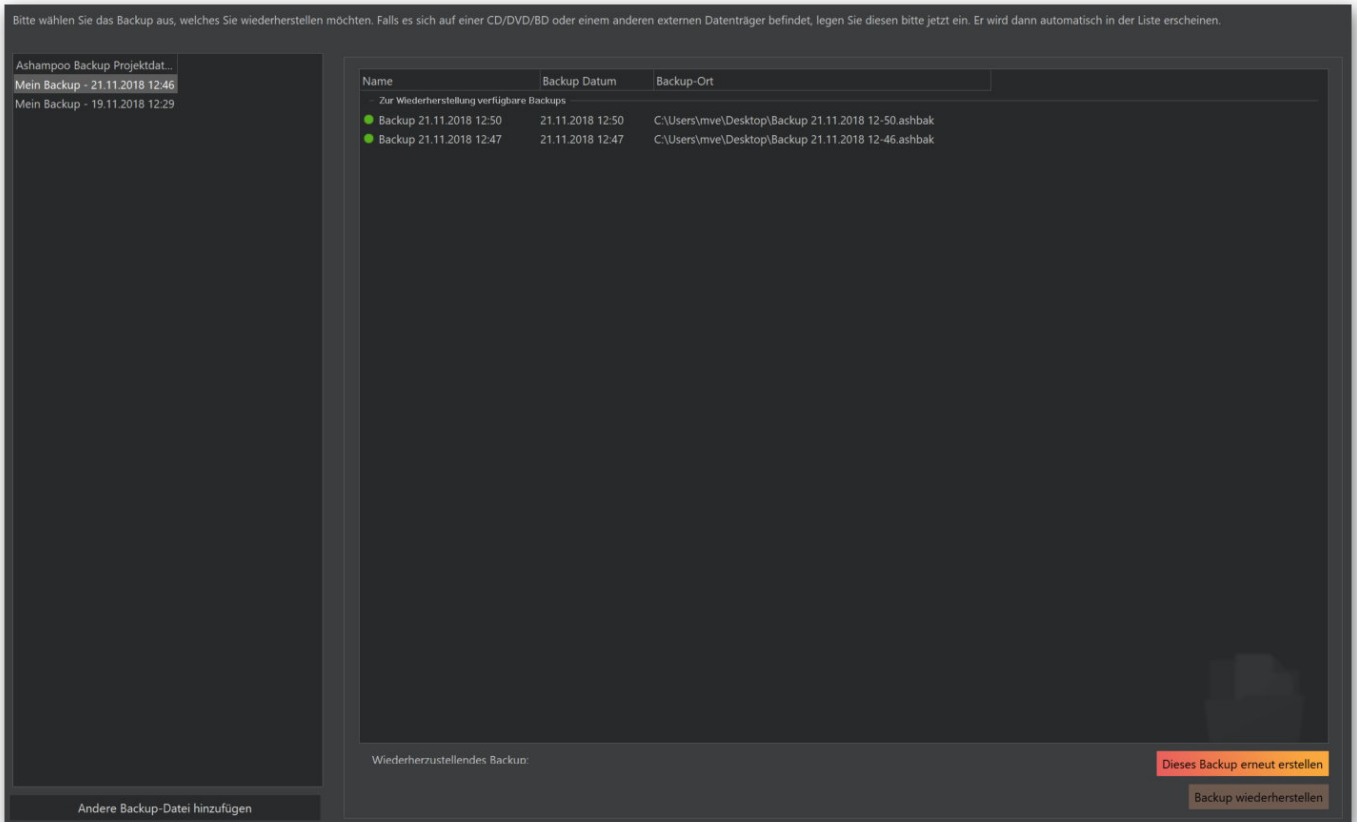 Bitte wählen Sie das Backup aus, welches Sie wiederherstellen möchten. Falls es sich auf einer CD/DVD/BD oder einem anderen externen Datenträger befindet, legen Sie diesen bitte jetzt ein. Er wird dann automatisch in der Liste erscheinen.
Ashampoo Backup Projektdat...
Mein Backup - 21.11.2018 12:46
Mein Backup - 19.11.2018 12:29
Name Backup Datum Backup-Ort
Zur Wiederherstellung verfügbare Backups
Backup 21.11.2018 12:50 21.11.2018 12:50 C:\Users\mve\Desktop\Backup 21.11.2018 12-50.ashbak
Backup 21.11.2018 12:47 21.11.2018 12:47 C:\Users\mve\Desktop\Backup 21.11.2018 12-46.ashbak
Wiederherzustellendes Backup:
Dieses Backup erneut erstellen
Backup wiederherstellen
Andere Backup-Datei hinzufügen